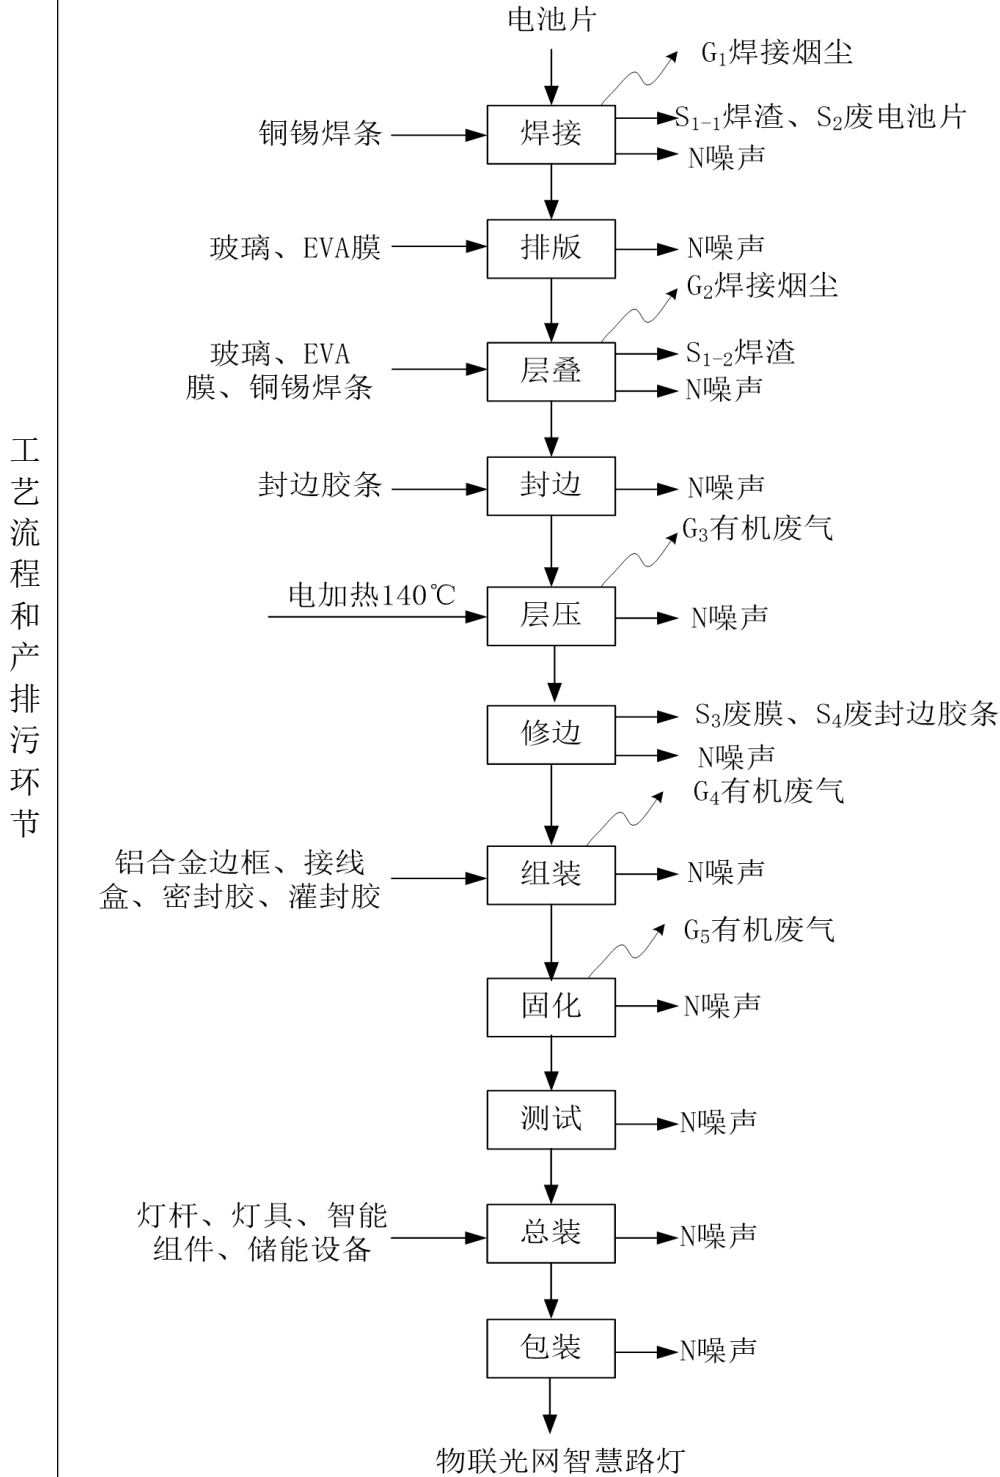 工艺流程和产排污环节
电池片
G₁焊接烟尘
铜锡焊条
焊接
S₁₋₁焊渣、S₂废电池片
N噪声
玻璃、EVA膜
排版
N噪声
G₂焊接烟尘
玻璃、EVA
膜、铜锡焊条
层叠
S₁₋₂焊渣
N噪声
封边胶条
封边
N噪声
G₃有机废气
电加热140℃
层压
N噪声
修边
S₃废膜、S₄废封边胶条
N噪声
G₄有机废气
铝合金边框、接线
盒、密封胶、灌封胶
组装
N噪声
G₅有机废气
固化
N噪声
测试
N噪声
灯杆、灯具、智能
组件、储能设备
总装
N噪声
包装
N噪声
物联光网智慧路灯